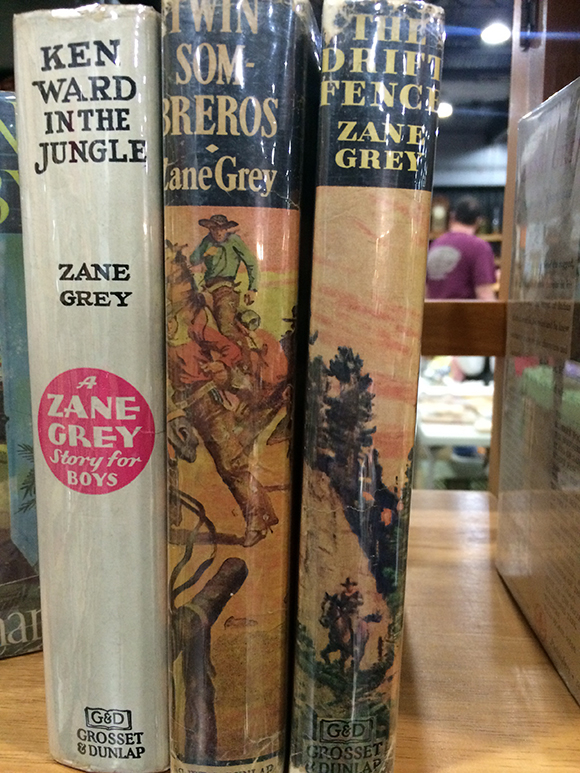 KEN
WARD
IN THE
JUNGLE
ZANE
GREY
A
ZANE
GREY
Story for
BOYS
G&D
GROSSET
& DUNLAP
TWIN
SOM-
BREROS
Zane Grey
DUNLAP
THE
DRIFT
FENCE
ZANE
GREY
G&D
GROSSET
& DUNLAP